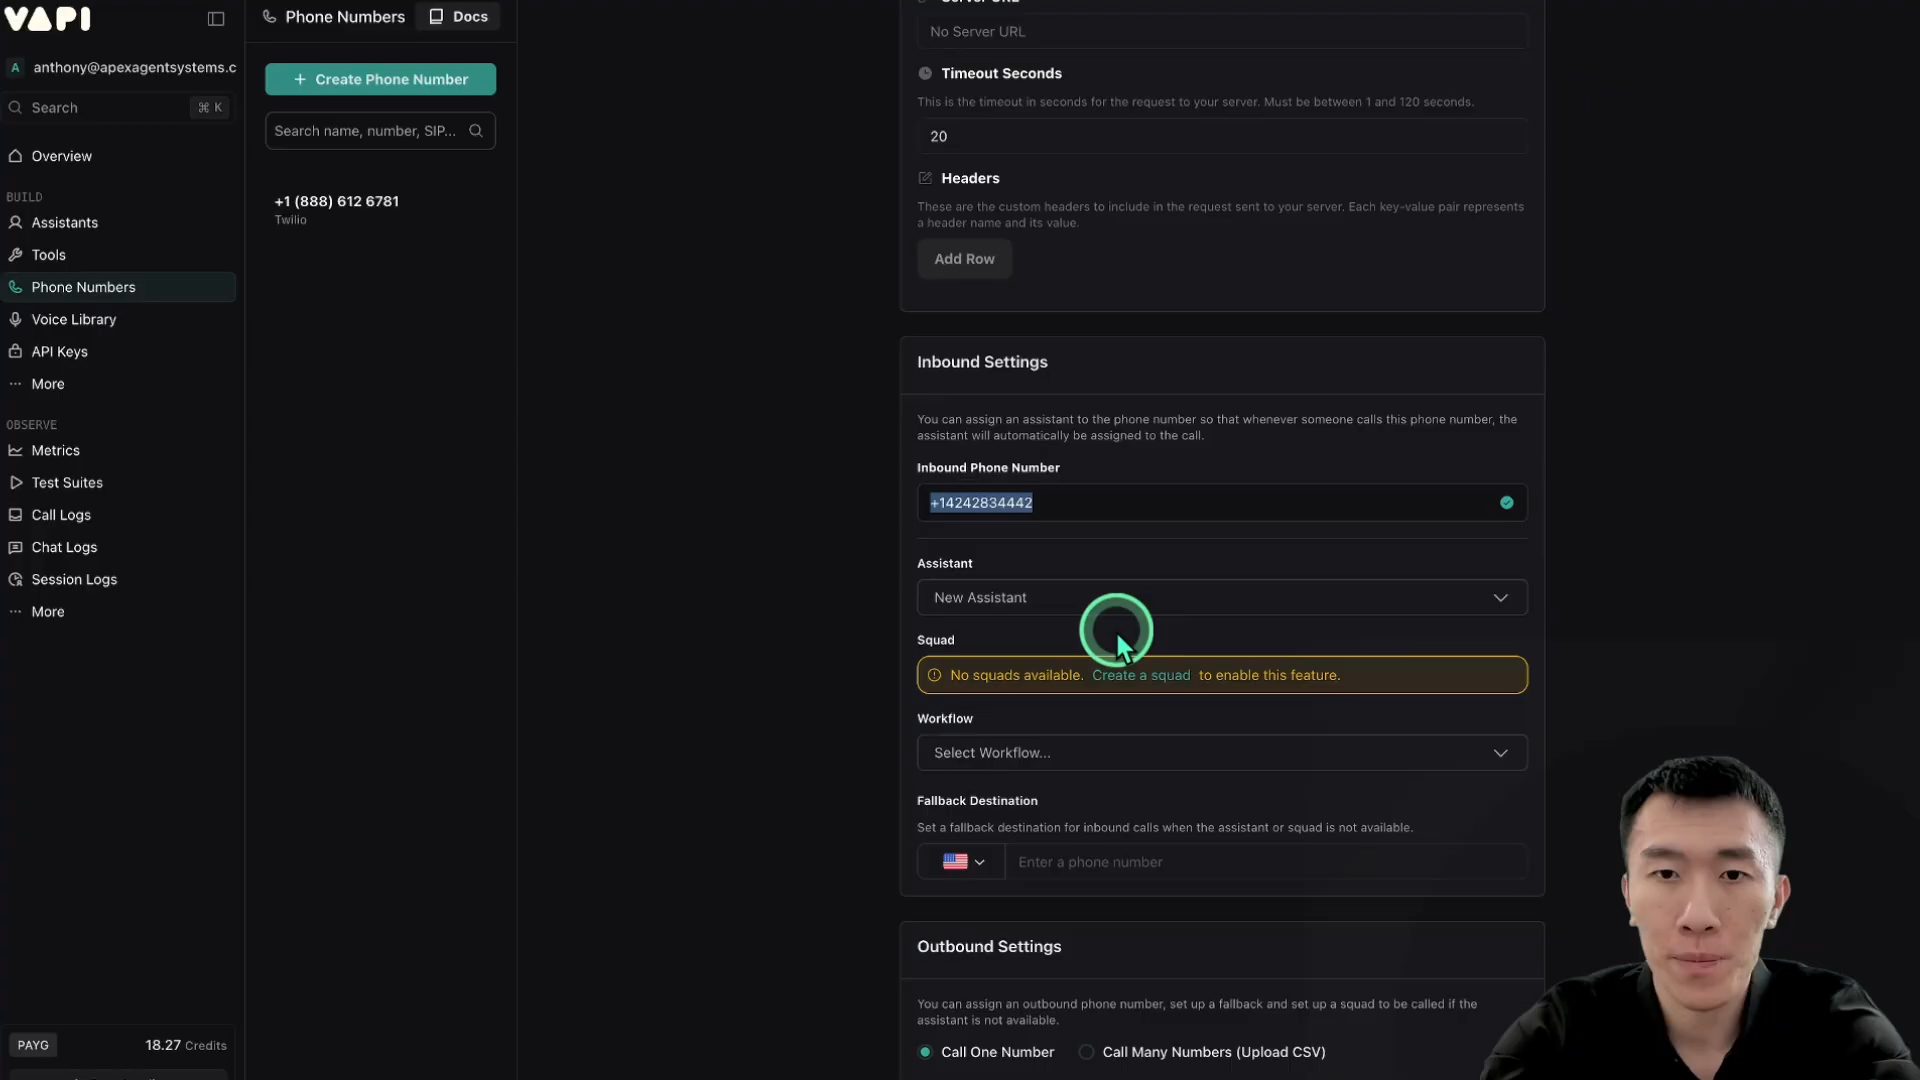 VAPI
A anthony@apexagentsystems.c
Search ⌘ K
Overview
BUILD
Assistants
Tools
Phone Numbers
Voice Library
API Keys
More
OBSERVE
Metrics
Test Suites
Call Logs
Chat Logs
Session Logs
More
PAYG 18.27 Credits
Phone Numbers Docs
+ Create Phone Number
Search name, number, SIP...
+1 (888) 612 6781
Twilio
Server URL
No Server URL
Timeout Seconds
This is the timeout in seconds for the request to your server. Must be between 1 and 120 seconds.
20
Headers
These are the custom headers to include in the request sent to your server. Each key-value pair represents
a header name and its value.
Add Row
Inbound Settings
You can assign an assistant to the phone number so that whenever someone calls this phone number, the
assistant will automatically be assigned to the call.
Inbound Phone Number
+14242834442
Assistant
New Assistant
Squad
No squads available. Create a squad to enable this feature.
Workflow
Select Workflow...
Fallback Destination
Set a fallback destination for inbound calls when the assistant or squad is not available.
Enter a phone number
Outbound Settings
You can assign an outbound phone number, set up a fallback and set up a squad to be called if the
assistant is not available.
Call One Number Call Many Numbers (Upload CSV)